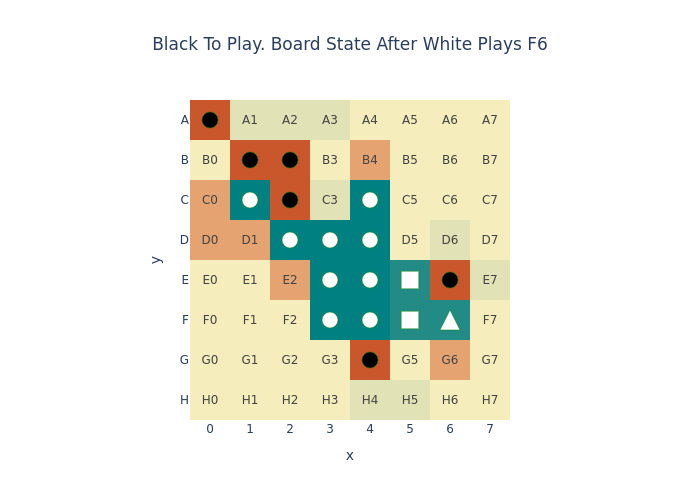 Black To Play. Board State After White Plays F6
A A1 A2 A3 A4 A5 A6 A7
B B0 B3 B4 B5 B6 B7
C C0 C3 C5 C6 C7
D D0 D1 D5 D6 D7
E E0 E1 E2 E7
F F0 F1 F2 F7
G G0 G1 G2 G3 G5 G6 G7
H H0 H1 H2 H3 H4 H5 H6 H7
0 1 2 3 4 5 6 7
x
y